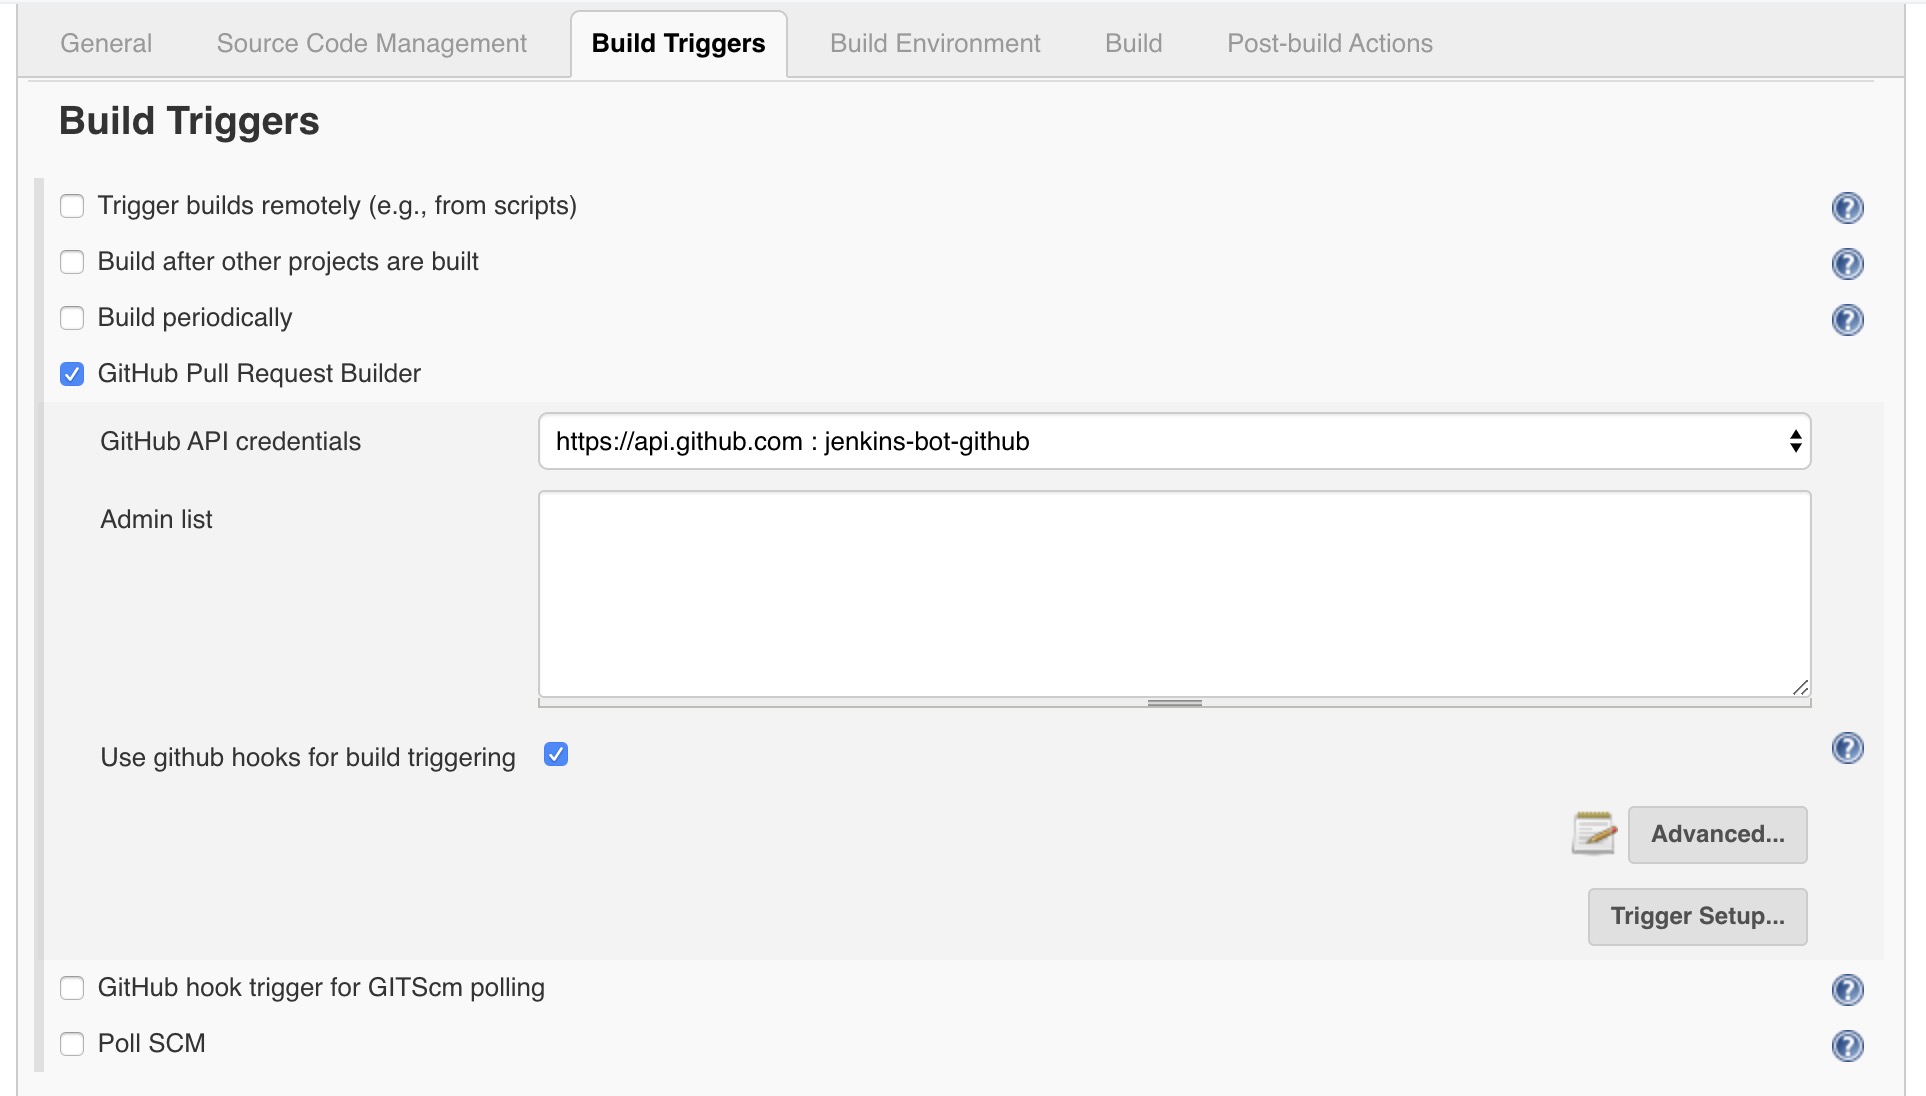 General Source Code Management Build Triggers Build Environment Build Post-build Actions
Build Triggers
Trigger builds remotely (e.g., from scripts)
Build after other projects are built
Build periodically
GitHub Pull Request Builder
GitHub API credentials https://api.github.com : jenkins-bot-github
Admin list
Use github hooks for build triggering
Advanced...
Trigger Setup...
GitHub hook trigger for GITScm polling
Poll SCM